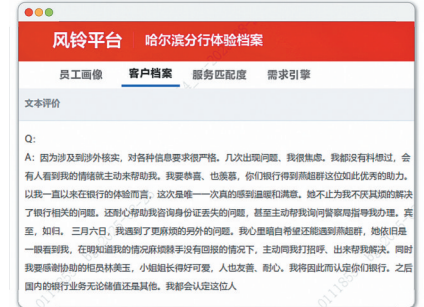 风铃平台 哈尔滨分行体验档案
员工画像 客户档案 服务匹配度 需求引擎
文本评价
Q:
A：因为涉及到涉外核实，对各种信息要求很严格。几次出现问题、我很焦虑。我都没有料想过，会
有人看到我的情绪就主动来帮助我。我要恭喜、也羡慕，你们银行得到燕超群这位如此优秀的助力。
以我一直以来在银行的体验而言，这次是唯一一次真的感到温暖和满意。她不止为我不厌其烦的解决
了银行相关的问题。还耐心帮助我咨询身份证丢失的问题，甚至主动帮我询问警察局指导我办理。宾
至，如归。 三月六日，我遇到了更麻烦的另外的问题。我心里暗自希望还能遇到燕超群，她依旧是
一眼看到我，在明知道我的情况麻烦棘手没有回报的情况下，主动同我打招呼、出来帮我解决。同时
我要感谢协助的柜员林美玉，小姐姐长得好可爱，人也友善、耐心。我将因此而认定你们银行。之后
国内的银行业务无论储值还是其他。我都会认定这位人